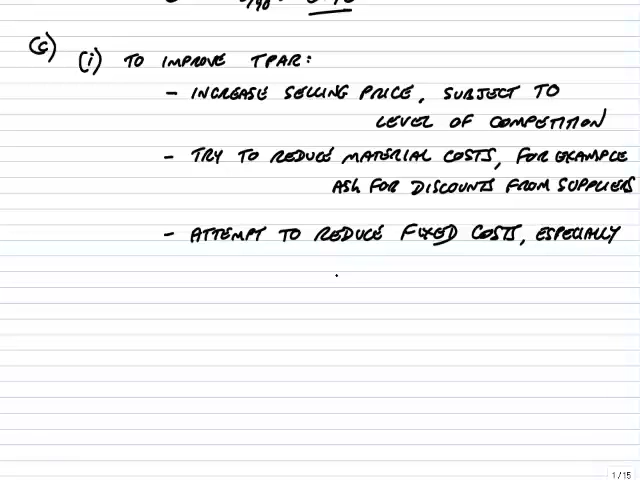 (c) (i) TO IMPROVE TPAR:
- INCREASE SELLING PRICE, SUBJECT TO
LEVEL OF COMPETITION
- TRY TO REDUCE MATERIAL COSTS, FOR EXAMPLE
ASK FOR DISCOUNTS FROM SUPPLIERS
- ATTEMPT TO REDUCE FIXED COSTS, ESPECIALLY
1/15